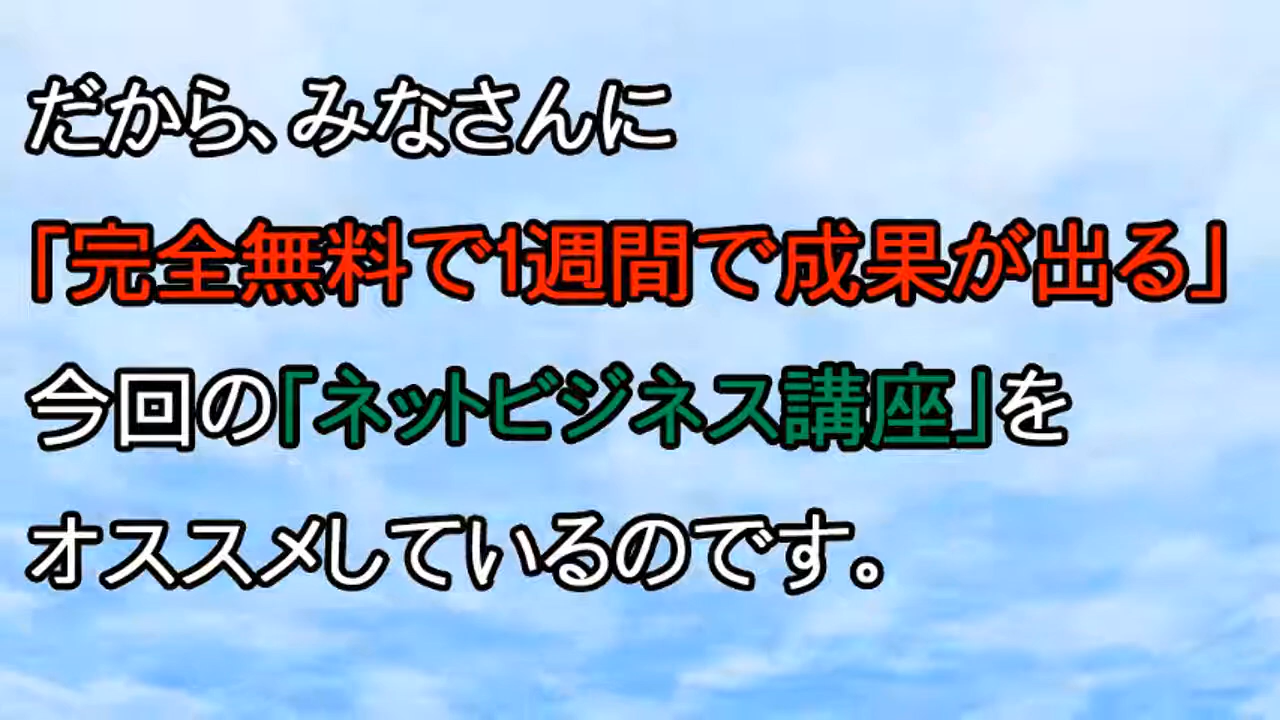 だから、みなさんに
「完全無料で1週間で成果が出る」
今回の「ネットビジネス講座」を
オススメしているのです。